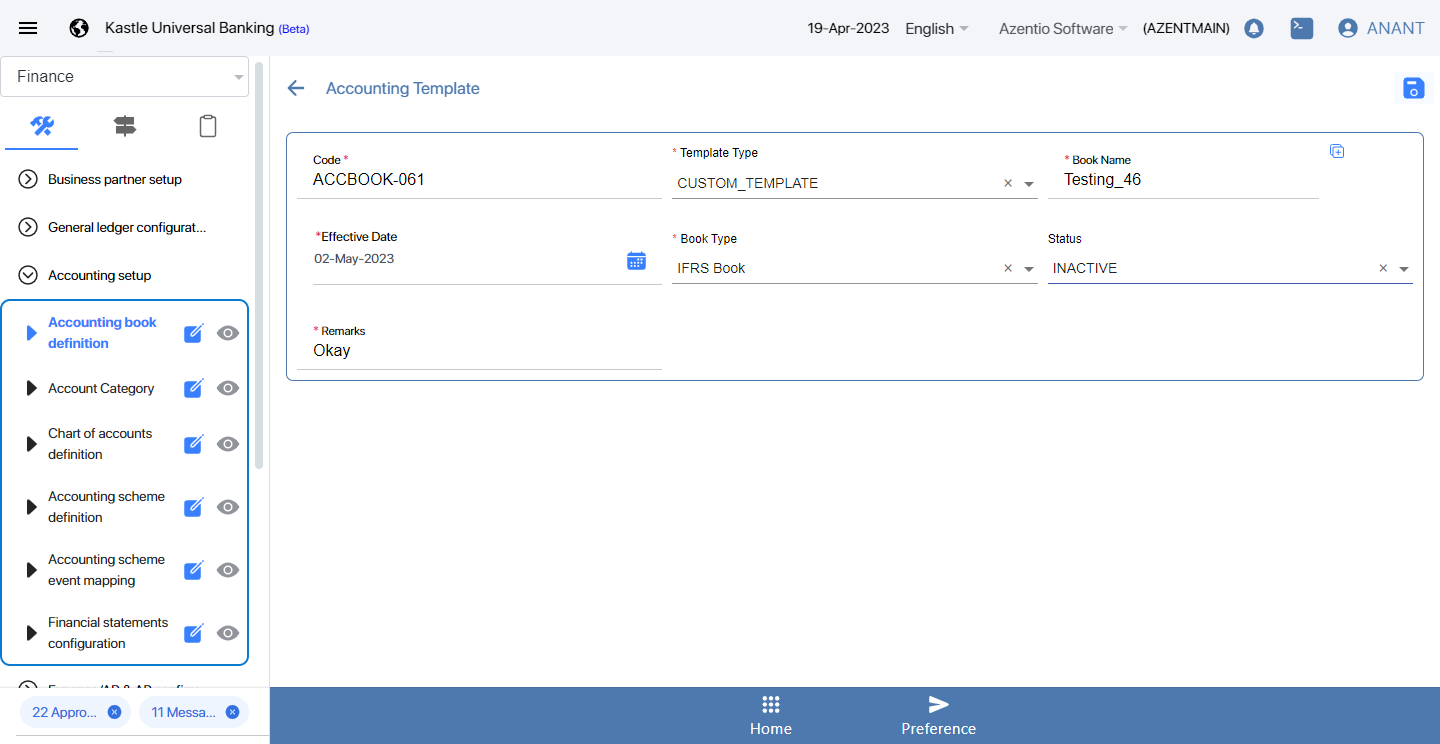 Kastle Universal Banking (Beta)
19-Apr-2023
English
Azentio Software
(AZENTMAIN)
ANANT
Finance
Business partner setup
General ledger configurat...
Accounting setup
Accounting book
definition
Account Category
Chart of accounts
definition
Accounting scheme
definition
Accounting scheme
event mapping
Financial statements
configuration
22 Appro...
11 Messa...
Accounting Template
Code *
ACCBOOK-061
* Template Type
CUSTOM_TEMPLATE
* Book Name
Testing_46
*Effective Date
02-May-2023
* Book Type
IFRS Book
Status
INACTIVE
* Remarks
Okay
Home
Preference